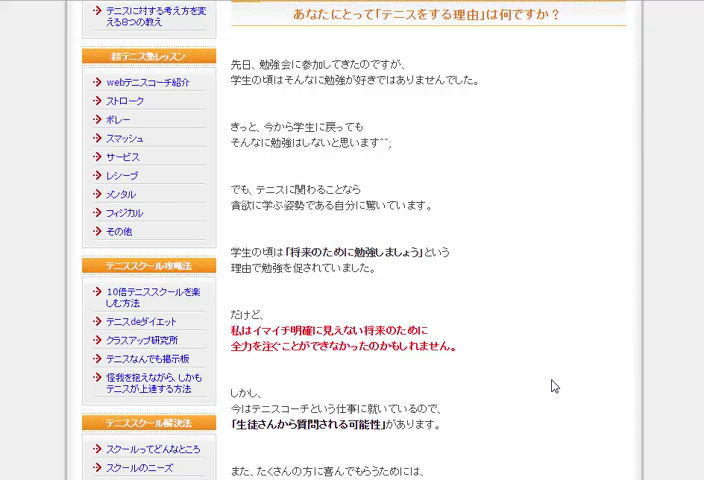 テニスに対する考え方を変
える8つの教え
超テニス塾レッスン
webテニスコーチ紹介
ストローク
ボレー
スマッシュ
サービス
レシーブ
メンタル
フィジカル
その他
テニススクール攻略法
10倍テニススクールを楽
しむ方法
テニスdeダイエット
クラスアップ研究所
テニスなんでも掲示板
怪我を抱えながら、しかも
テニスが上達する方法
テニススクール解決法
スクールってどんなところ
スクールのニーズ
あなたにとって「テニスをする理由」は何ですか？
先日、勉強会に参加してきたのですが、
学生の頃はそんなに勉強が好きではありませんでした。
きっと、今から学生に戻っても
そんなに勉強はしないと思います^^;
でも、テニスに関わることなら
貪欲に学ぶ姿勢である自分に驚いています。
学生の頃は「将来のために勉強しましょう」という
理由で勉強を促されていました。
だけど、
私はイマイチ明確に見えない将来のために
全力を注ぐことができなかったのかもしれません。
しかし、
今はテニスコーチという仕事に就いているので、
「生徒さんから質問される可能性」があります。
また、たくさんの方に喜んでもらうためには、